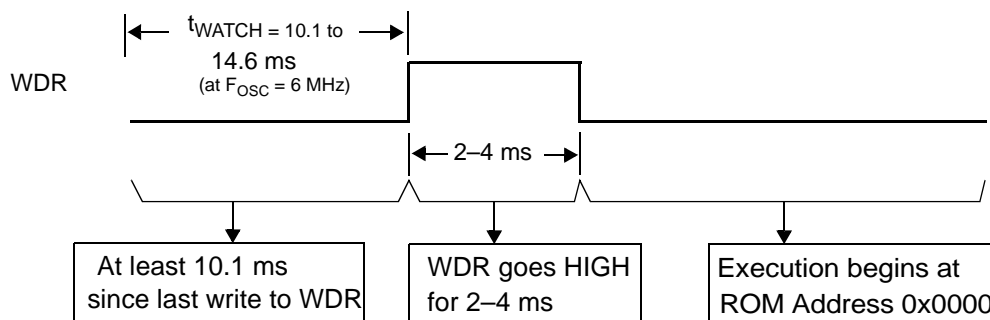 tWATCH = 10.1 to
14.6 ms
(at FOSC = 6 MHz)
WDR
2–4 ms
At least 10.1 ms
since last write to WDR
WDR goes HIGH
for 2–4 ms
Execution begins at
ROM Address 0x0000